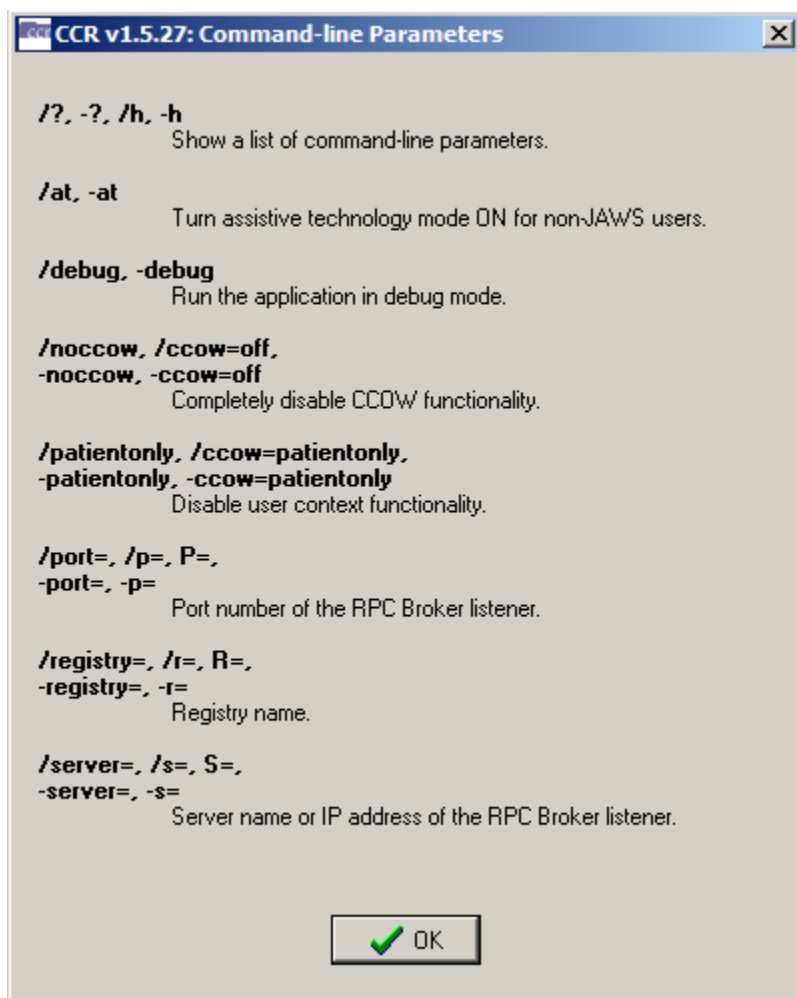 CCR v1.5.27: Command-line Parameters
/?, -?, /h, -h
Show a list of command-line parameters.
/at, -at
Turn assistive technology mode ON for non-JAWS users.
/debug, -debug
Run the application in debug mode.
/noccow, /ccow=off,
-noccow, -ccow=off
Completely disable CCOW functionality.
/patientonly, /ccow=patientonly,
-patientonly, -ccow=patientonly
Disable user context functionality.
/port=, /p=, P=,
-port=, -p=
Port number of the RPC Broker listener.
/registry=, /r=, R=,
-registry=, -r=
Registry name.
/server=, /s=, S=,
-server=, -s=
Server name or IP address of the RPC Broker listener.
OK